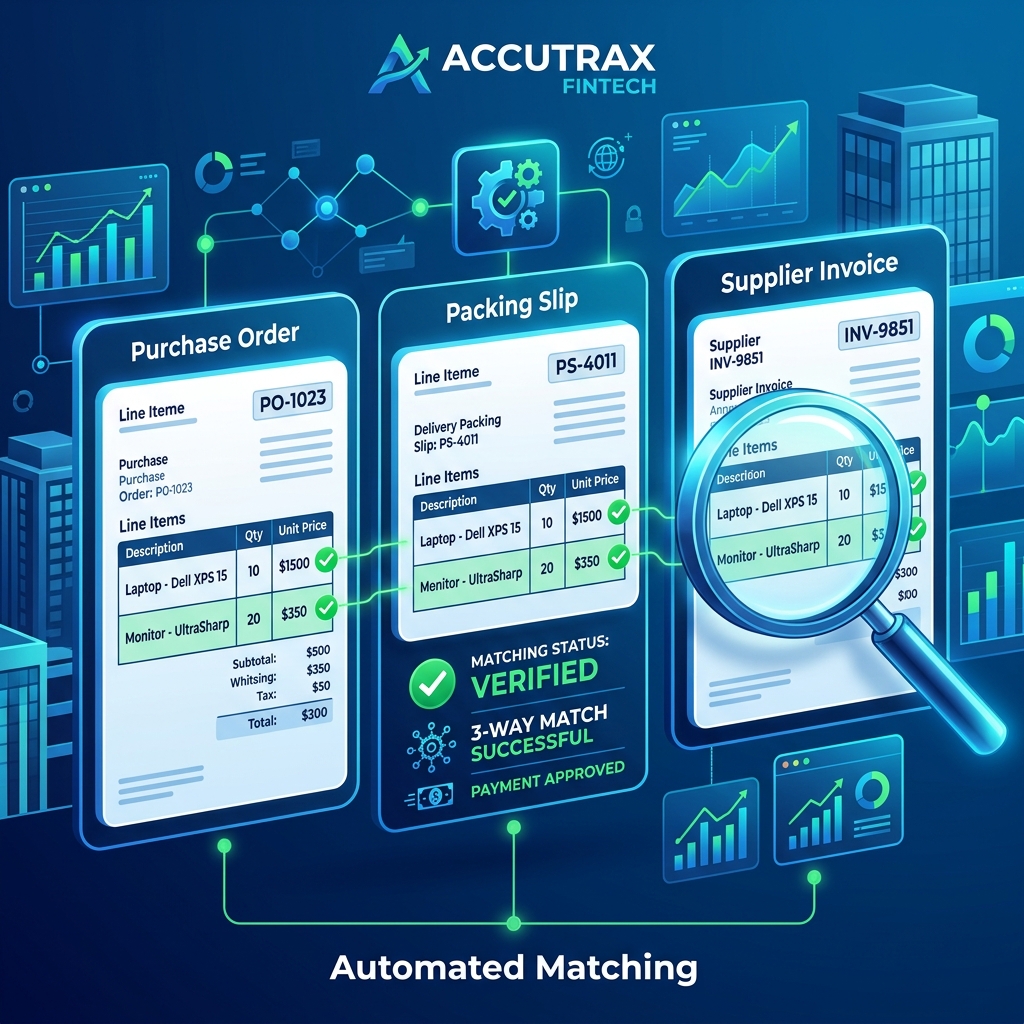 ACCUTRAX
FINTECH
Purchase Order
Line Iteme
PO-1023
Purchase
Purchase
Order: PO-1023
Line Items
Description Qty Unit Price
Laptop - Dell XPS 15 10 $1500
Monitor - UltraSharp 20 $350
Subtotal: $500
Whitsing: $350
Tax: $50
Total: $300
Packing Slip
Line Iteme
PS-4011
Delivery Packing
Slip: PS-4011
Line Items
Description Qty Unit Price
Laptop - Dell XPS 15 10 $1500
Menitor - UltraSharp 20 $350
MATCHING STATUS:
VERIFIED
3-WAY MATCH
SUCCESSFUL
PAYMENT APPROVED
Supplier Invoice
Supplier
INV-9851
INV-9851
Supplier Invoice
Items
Description Qty
Laptop - Dell XPS 15 10 $15
Monitor - UltraSharp 20
$300
Automated Matching